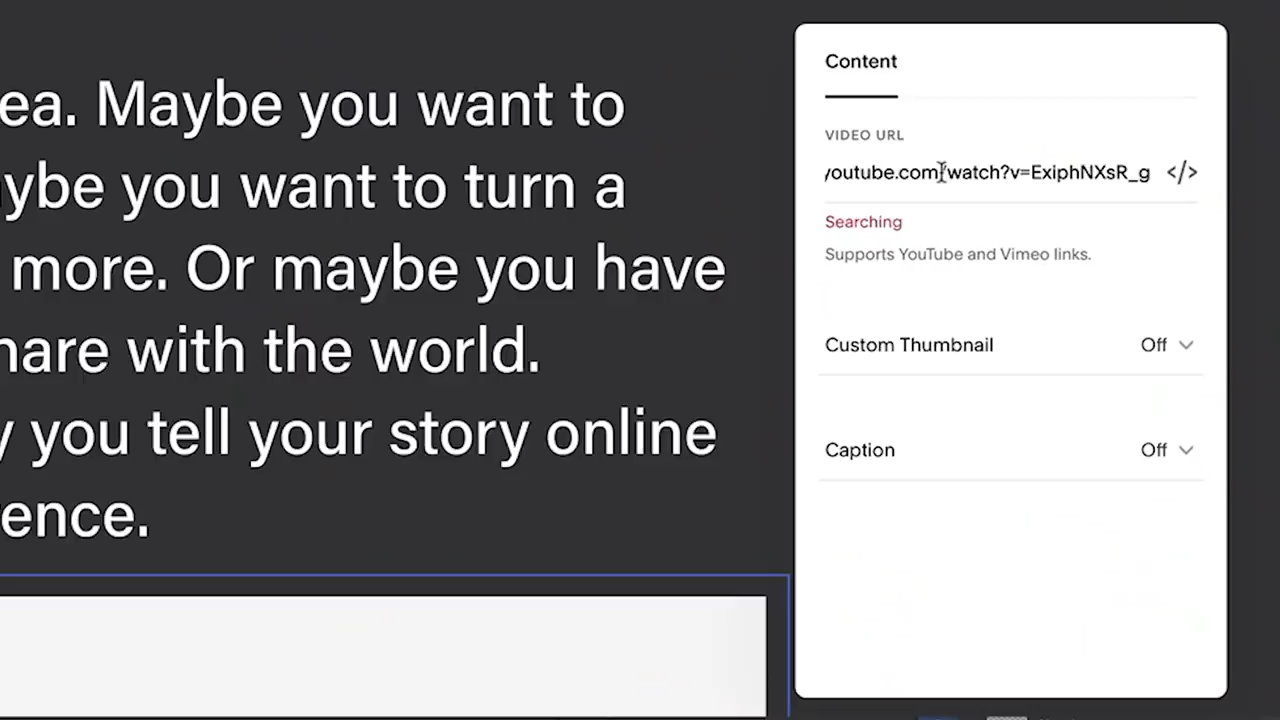 ea. Maybe you want to
ybe you want to turn a
more. Or maybe you have
hare with the world.
y you tell your story online
ence.
Content
VIDEO URL
youtube.com/watch?v=ExiphNXsR_g </>
Searching
Supports YouTube and Vimeo links.
Custom Thumbnail Off
Caption Off